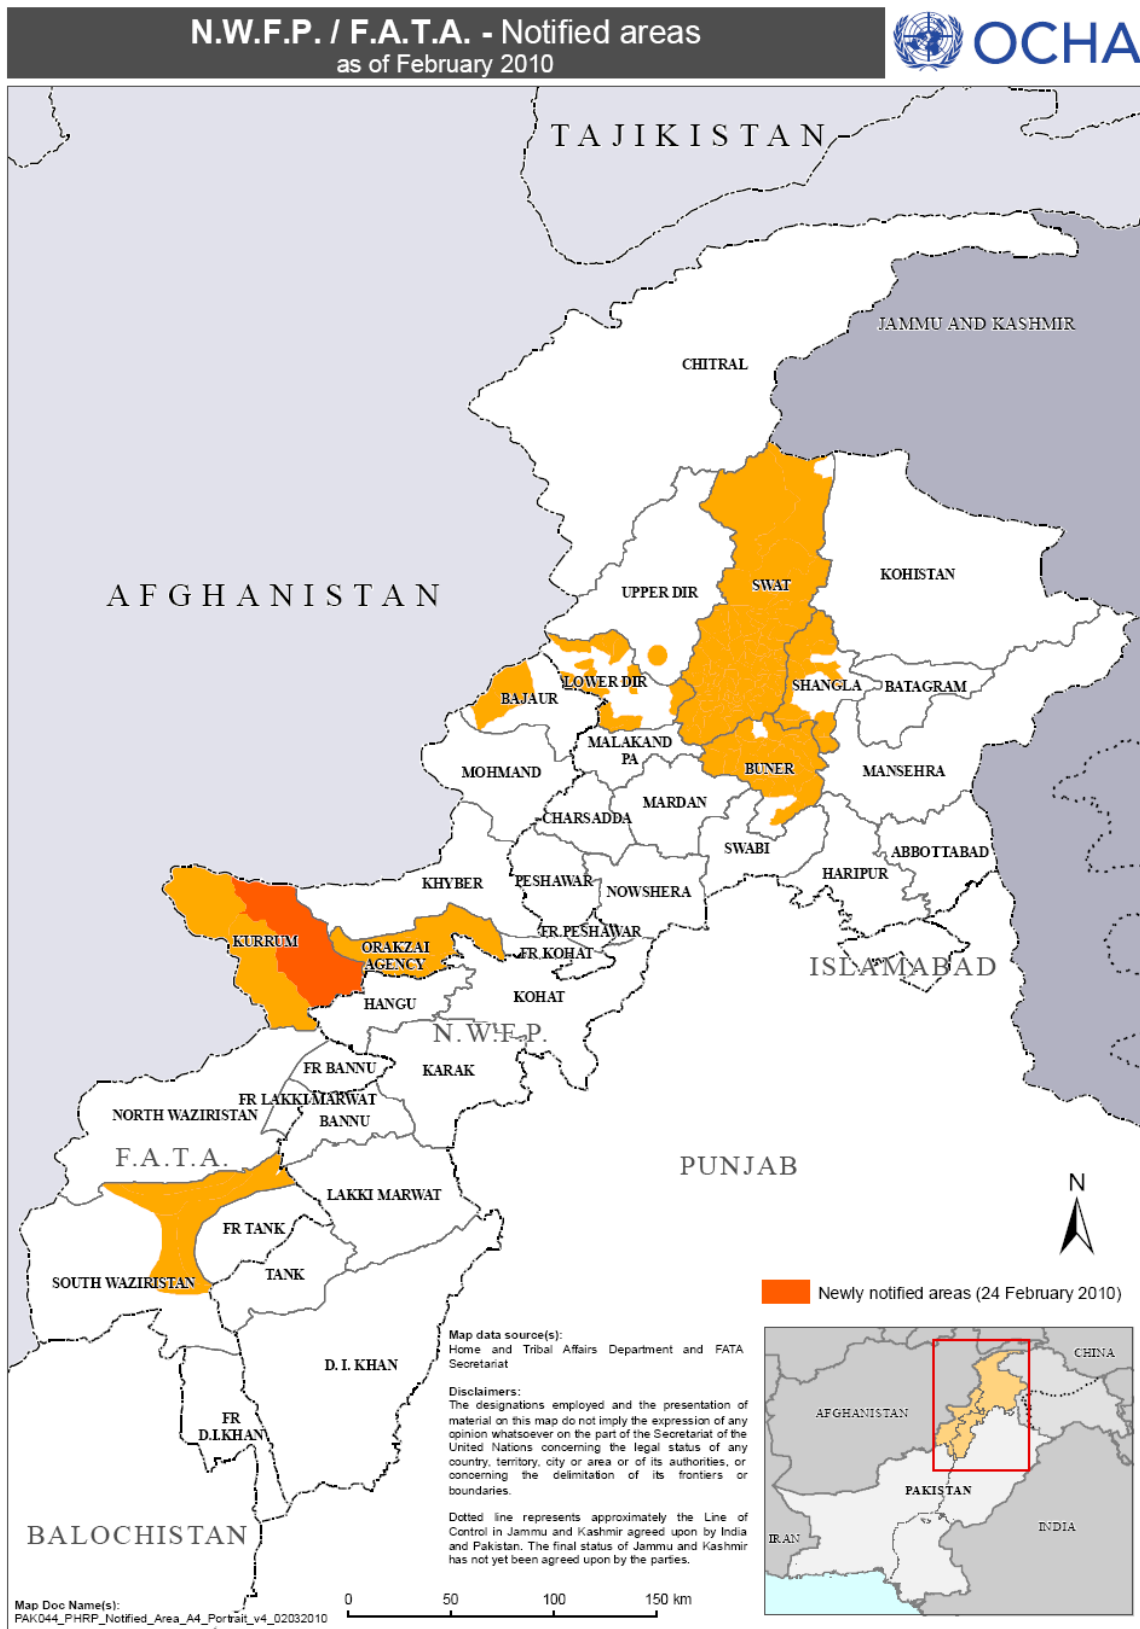 N.W.F.P. / F.A.T.A. - Notified areas
as of February 2010
OCHA
TAJIKISTAN
JAMMU AND KASHMIR
CHITRAL
AFGHANISTAN
KOHISTAN
SWAT
UPPER DIR
LOWER DIR
SHANGLA
BATAGRAM
BAJAUR
MALAKAND
PA
MOHMAND
BUNER
MANSEHRA
MARDAN
CHARSADDA
SWABI
ABBOTTABAD
HARIPUR
KHYBER
PESHAWAR
NOWSHERA
FR.PESHAWAR
KURRUM
ORAKZAI
AGENCY
FR.KOHAT
ISLAMABAD
HANGU
KOHAT
N.W.F.P.
FR BANNU
KARAK
FR LAKKI MARWAT
NORTH WAZIRISTAN
BANNU
F.A.T.A.
PUNJAB
N
LAKKI MARWAT
FR TANK
TANK
SOUTH WAZIRISTAN
Newly notified areas (24 February 2010)
D. I. KHAN
FR
D.I.KHAN
BALOCHISTAN
Map data source(s):
Home and Tribal Affairs Department and FATA
Secretariat
Disclaimers:
The designations employed and the presentation of
material on this map do not imply the expression of any
opinion whatsoever on the part of the Secretariat of the
United Nations concerning the legal status of any
country, territory, city or area or of its authorities, or
concerning the delimitation of its frontiers or
boundaries.
Dotted line represents approximately the Line of
Control in Jammu and Kashmir agreed upon by India
and Pakistan. The final status of Jammu and Kashmir
has not yet been agreed upon by the parties.
CHINA
AFGHANISTAN
PAKISTAN
INDIA
IRAN
Map Doc Name(s):
PAK044_PHRP_Notified_Area_A4_Portrait_v4_02032010
0 50 100 150 km